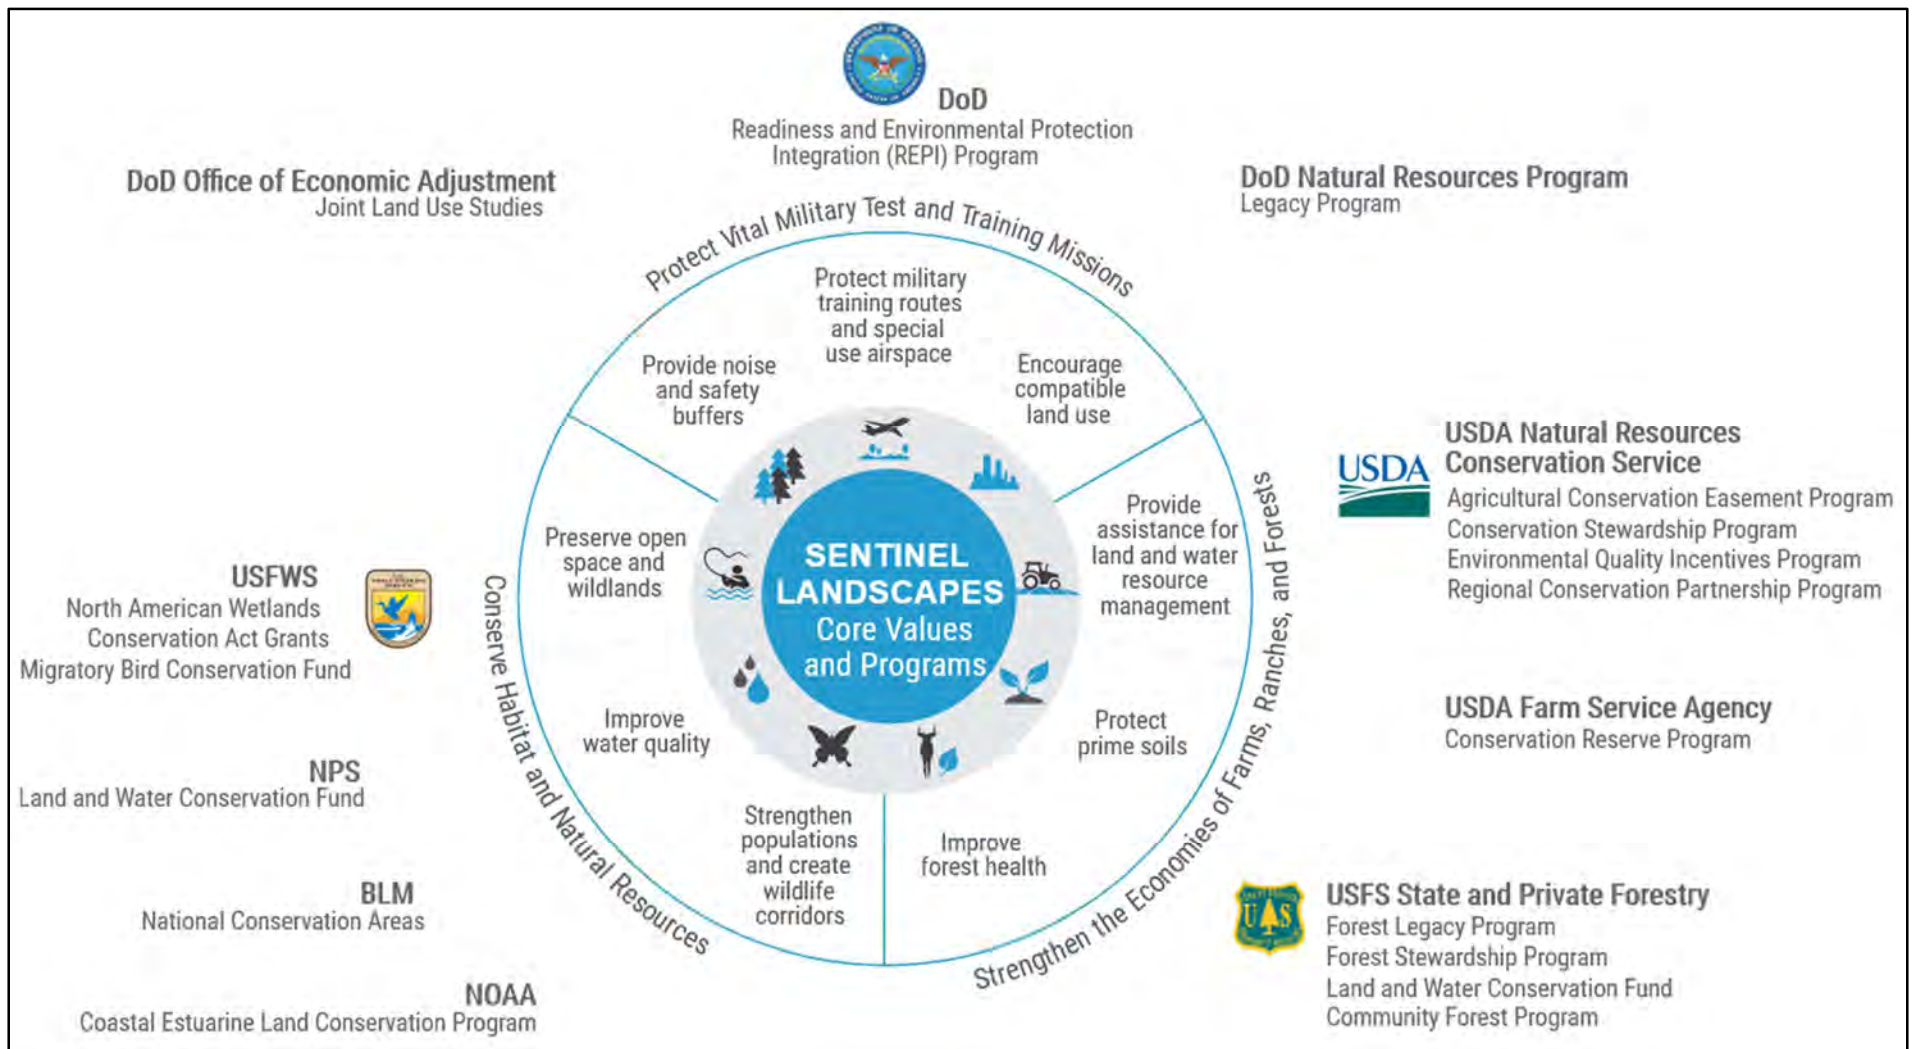 DoD
Readiness and Environmental Protection
Integration (REPI) Program
DoD Office of Economic Adjustment
Joint Land Use Studies
DoD Natural Resources Program
Legacy Program
Protect Vital Military Test and Training Missions
Protect military
training routes
and special
use airspace
Provide noise
and safety
buffers
Encourage
compatible
land use
USDA
USDA Natural Resources
Conservation Service
Agricultural Conservation Easement Program
Conservation Stewardship Program
Environmental Quality Incentives Program
Regional Conservation Partnership Program
Strengthen the Economies of Farms, Ranches, and Forests
Provide
assistance for
land and water
resource
management
Protect
prime soils
Improve
forest health
SENTINEL
LANDSCAPES
Core Values
and Programs
Preserve open
space and
wildlands
Improve
water quality
Strengthen
populations
and create
wildlife
corridors
Conserve Habitat and Natural Resources
USFWS
North American Wetlands
Conservation Act Grants
Migratory Bird Conservation Fund
NPS
Land and Water Conservation Fund
BLM
National Conservation Areas
NOAA
Coastal Estuarine Land Conservation Program
USDA Farm Service Agency
Conservation Reserve Program
U S
USFS State and Private Forestry
Forest Legacy Program
Forest Stewardship Program
Land and Water Conservation Fund
Community Forest Program